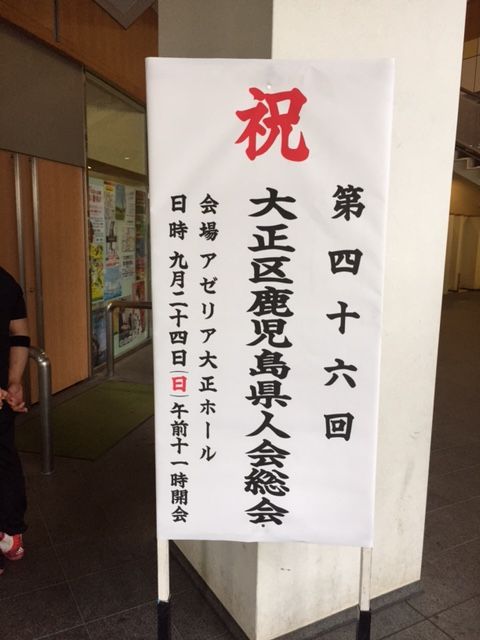 祝
第四十六回
大正区鹿児島県人会総会
会場 アゼリア大正ホール
日時 九月二十四日(日)午前十一時開会